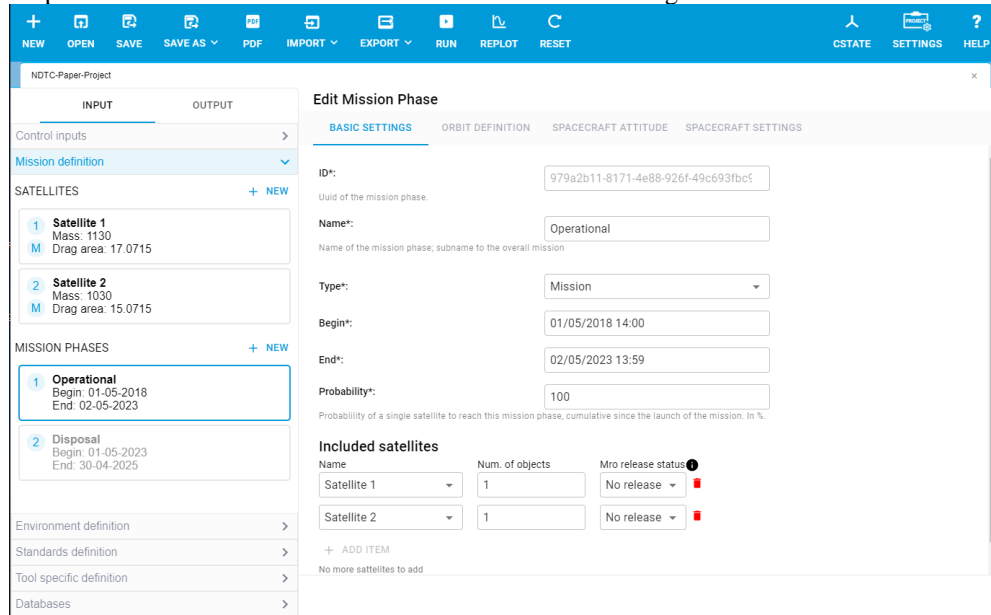 NEW OPEN SAVE SAVE AS PDF IMPORT EXPORT RUN REPLOT RESET CSTATE SETTINGS HELP
NDTC-Paper-Project ×
INPUT OUTPUT
Control inputs
Mission definition
SATELLITES + NEW
1 Satellite 1
Mass: 1130
M Drag area: 17.0715
2 Satellite 2
Mass: 1030
M Drag area: 15.0715
MISSION PHASES + NEW
1 Operational
Begin: 01-05-2018
End: 02-05-2023
2 Disposal
Begin: 01-05-2023
End: 30-04-2025
Environment definition
Standards definition
Tool specific definition
Databases
Edit Mission Phase
BASIC SETTINGS ORBIT DEFINITION SPACECRAFT ATTITUDE SPACECRAFT SETTINGS
ID*: 979a2b11-8171-4e88-926f-49c693fbc9
Uuid of the mission phase.
Name*: Operational
Name of the mission phase; subname to the overall mission
Type*: Mission
Begin*: 01/05/2018 14:00
End*: 02/05/2023 13:59
Probability*: 100
Probablility of a single satellite to reach this mission phase, cumulative since the launch of the mission. In %.
Included satellites
Name Num. of objects Mro release status
Satellite 1 1 No release
Satellite 2 1 No release
+ ADD ITEM
No more sattelites to add